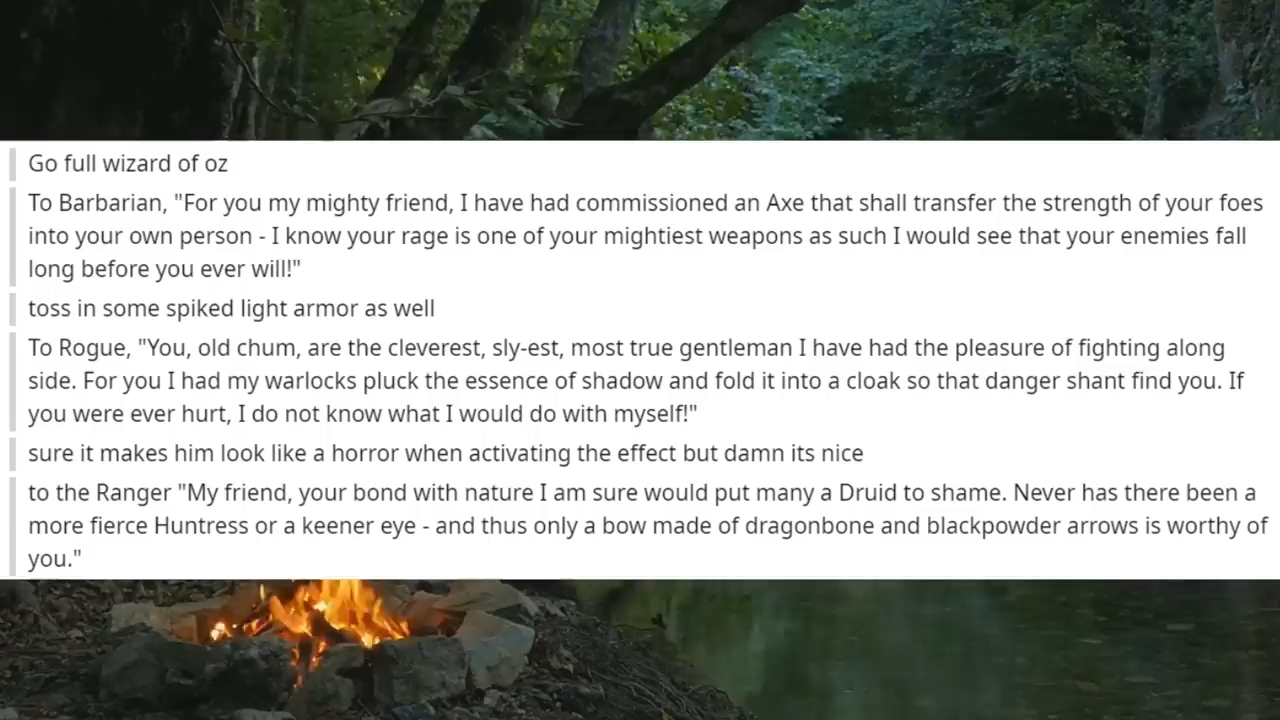 Go full wizard of oz
To Barbarian, "For you my mighty friend, I have had commissioned an Axe that shall transfer the strength of your foes
into your own person - I know your rage is one of your mightiest weapons as such I would see that your enemies fall
long before you ever will!"
toss in some spiked light armor as well
To Rogue, "You, old chum, are the cleverest, sly-est, most true gentleman I have had the pleasure of fighting along
side. For you I had my warlocks pluck the essence of shadow and fold it into a cloak so that danger shant find you. If
you were ever hurt, I do not know what I would do with myself!"
sure it makes him look like a horror when activating the effect but damn its nice
to the Ranger "My friend, your bond with nature I am sure would put many a Druid to shame. Never has there been a
more fierce Huntress or a keener eye - and thus only a bow made of dragonbone and blackpowder arrows is worthy of
you."